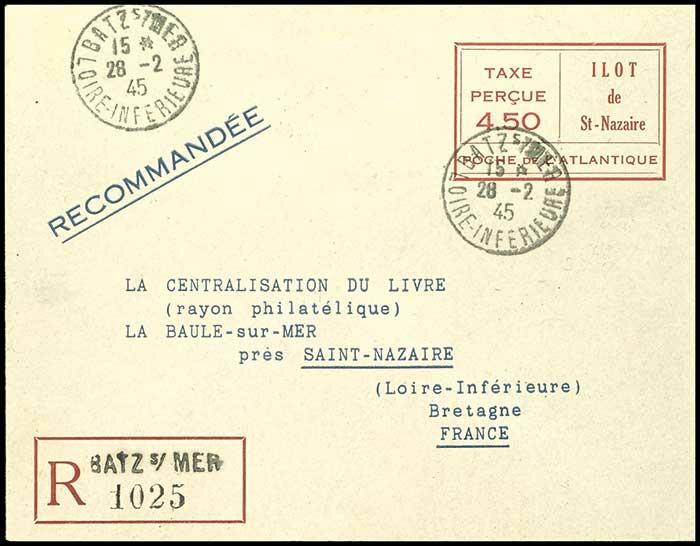 BATZ S/MER
15 *
28 -2
45
LOIRE-INFERIEURE
RECOMMANDÉE
TAXE
PERÇUE
4.50
ILOT
de
St-Nazaire
POCHE DE L'ATLANTIQUE
BATZ S/MER
15 *
28 -2
45
LOIRE-INFERIEURE
LA CENTRALISATION DU LIVRE
(rayon philatélique)
LA BAULE-sur-MER
près SAINT-NAZAIRE
(Loire-Inférieure)
Bretagne
FRANCE
R BATZ S/ MER
1025